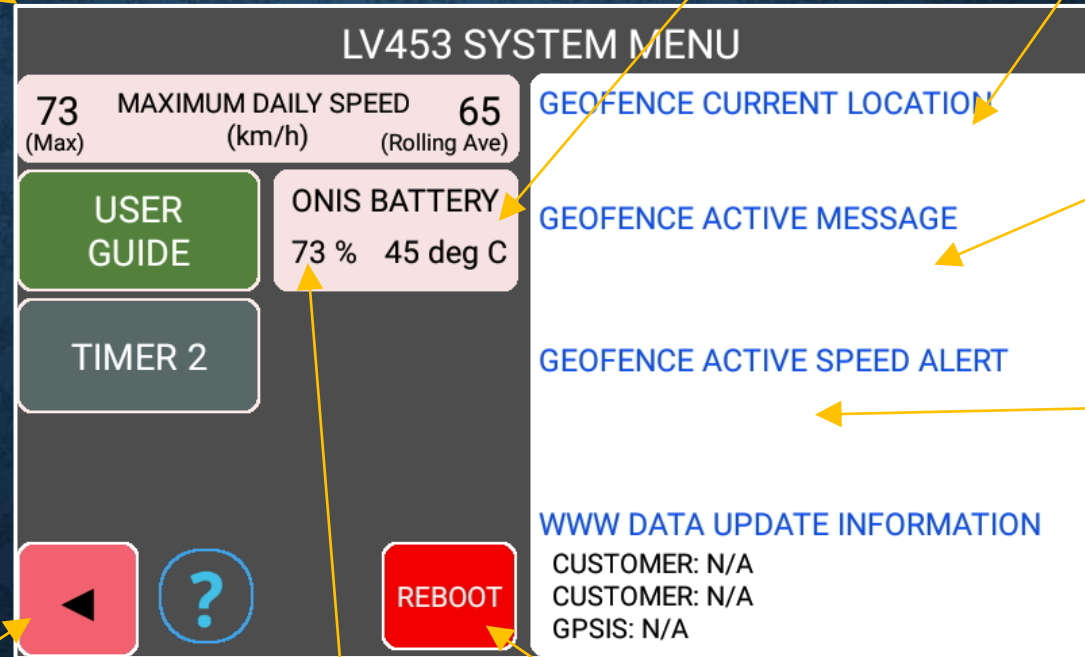 LV453 SYSTEM MENU
73 MAXIMUM DAILY SPEED 65
(Max) (km/h) (Rolling Ave)
USER
GUIDE
ONIS BATTERY
73 % 45 deg C
TIMER 2
?
REBOOT
GEOFENCE CURRENT LOCATION
GEOFENCE ACTIVE MESSAGE
GEOFENCE ACTIVE SPEED ALERT
WWW DATA UPDATE INFORMATION
CUSTOMER: N/A
CUSTOMER: N/A
GPSIS: N/A